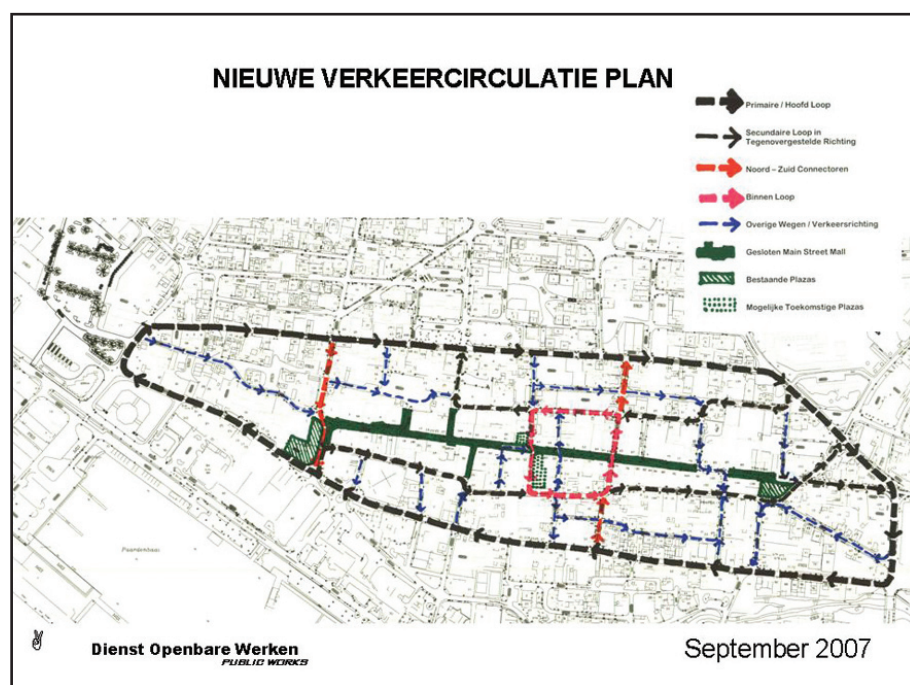 NIEUWE VERKEERCIRCULATIE PLAN
Primaire / Hoofd Loop
Secundaire Loop in
Tegenovergestelde Richting
Noord – Zuid Connectoren
Binnen Loop
Overige Wegen / Verkeersrichting
Gesloten Main Street Mall
Bestaande Plazas
Mogelijke Toekomstige Plazas
Dienst Openbare Werken
PUBLIC WORKS
September 2007